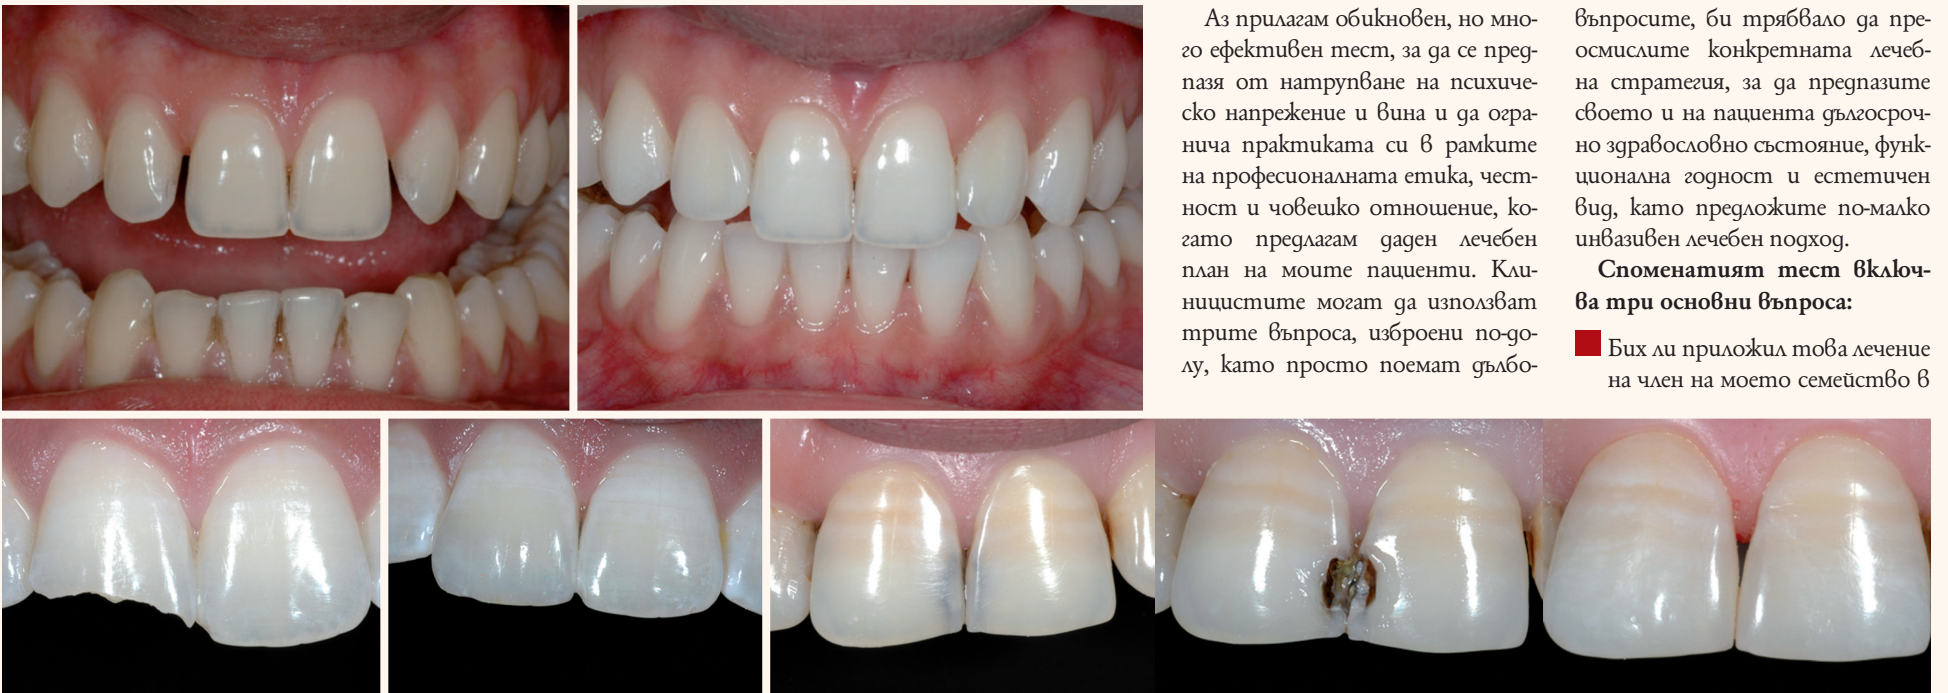 Аз прилагам обикновен, но мно-
го ефективен тест, за да се пред-
пазя от натрупване на психиче-
ско напрежение и вина и да огра-
нича практиката си в рамките
на професионалната етика, чест-
ност и човешко отношение, ко-
гато предлагам даден лечебен
план на моите пациенти. Кли-
ницистите могат да използват
трите въпроса, изброени по-до-
лу, като просто поемат дълбо-
въпросите, би трябвало да пре-
осмислите конкретната лечеб-
на стратегия, за да предпазите
своето и на пациента дългосроч-
но здравословно състояние, функ-
ционална годност и естетичен
вид, като предложите по-малко
инвазивен лечебен подход.
Споменатият тест включ-
ва три основни въпроса:
Бих ли приложил това лечение
на член на моето семейство в